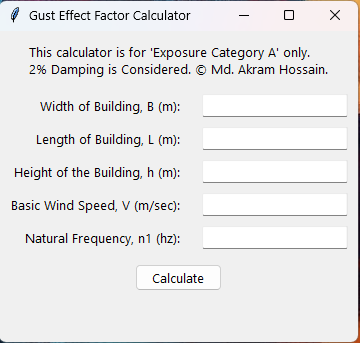 Gust Effect Factor Calculator
This calculator is for 'Exposure Category A' only.
2% Damping is Considered. © Md. Akram Hossain.
Width of Building, B (m):
Length of Building, L (m):
Height of the Building, h (m):
Basic Wind Speed, V (m/sec):
Natural Frequency, n1 (hz):
Calculate